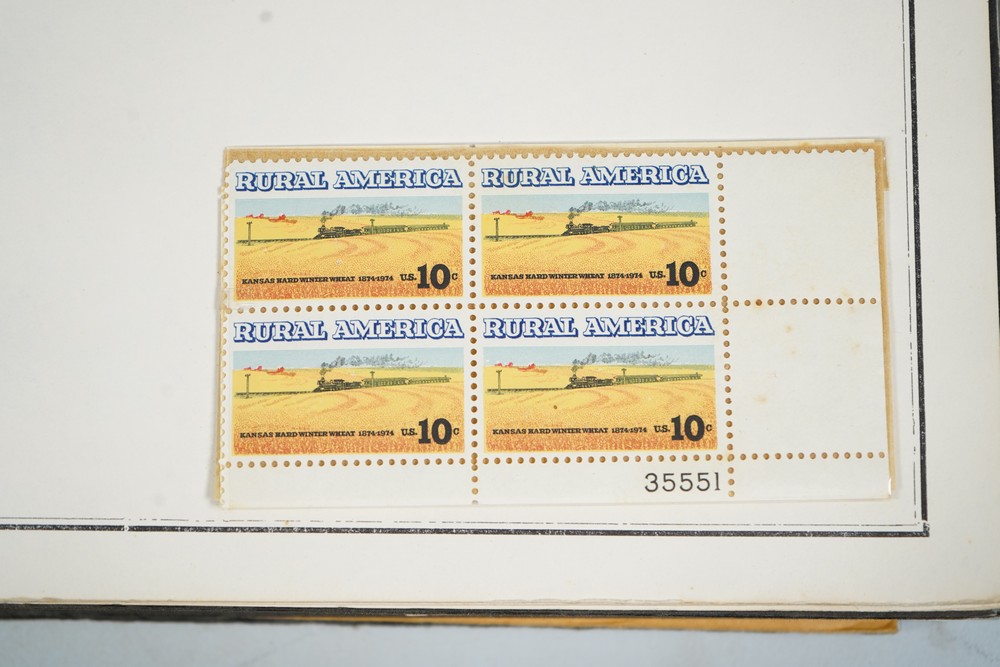 RURAL AMERICA RURAL AMERICA
KANSAS HARD WINTER WHEAT 1874-1974 U.S. 10c KANSAS HARD WINTER WHEAT 1874-1974 U.S. 10c
RURAL AMERICA RURAL AMERICA
KANSAS HARD WINTER WHEAT 1874-1974 U.S. 10c KANSAS HARD WINTER WHEAT 1874-1974 U.S. 10c
35551